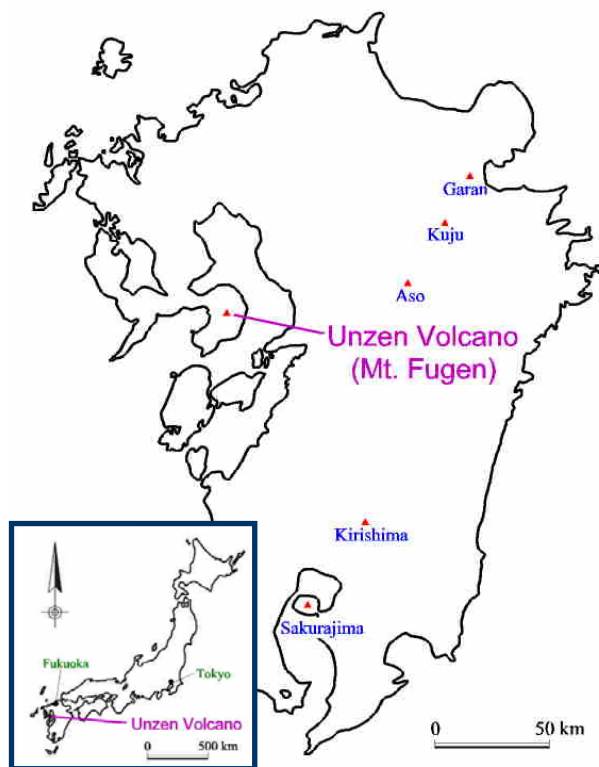 Garan
Kuju
Aso
Unzen Volcano
(Mt. Fugen)
Kirishima
Sakurajima
0 50 km
Fukuoka
Tokyo
Unzen Volcano
0 500 km